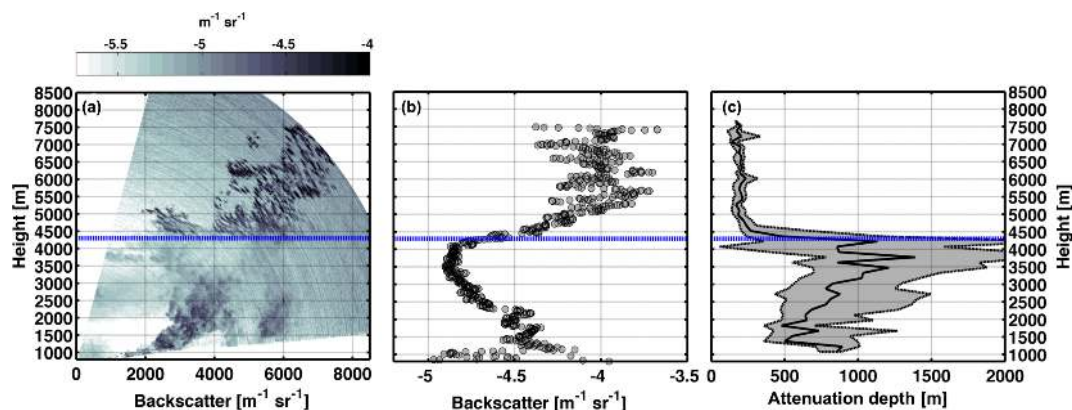 m⁻¹ sr⁻¹
-5.5 -5 -4.5 -4
(a)
8500
7500
7000
6500
6000
5500
5000
4500
4000
3500
3000
2500
2000
1500
1000
Height [m]
0 2000 4000 6000 8000
Backscatter [m⁻¹ sr⁻¹]
(b)
-5 -4.5 -4 -3.5
Backscatter [m⁻¹ sr⁻¹]
(c)
8500
7500
7000
6500
6000
5500
5000
4500
4000
3500
3000
2500
2000
1500
1000
Height [m]
0 500 1000 1500 2000
Attenuation depth [m]